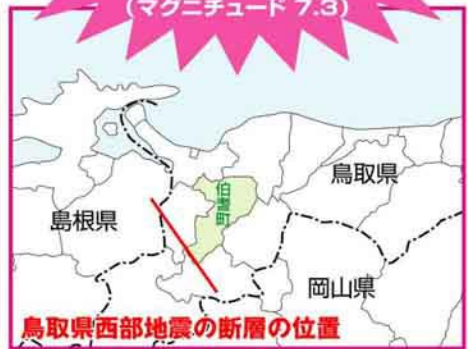 (マグニチュード 7.3)
鳥取県
伯耆町
島根県
岡山県
鳥取県西部地震の断層の位置